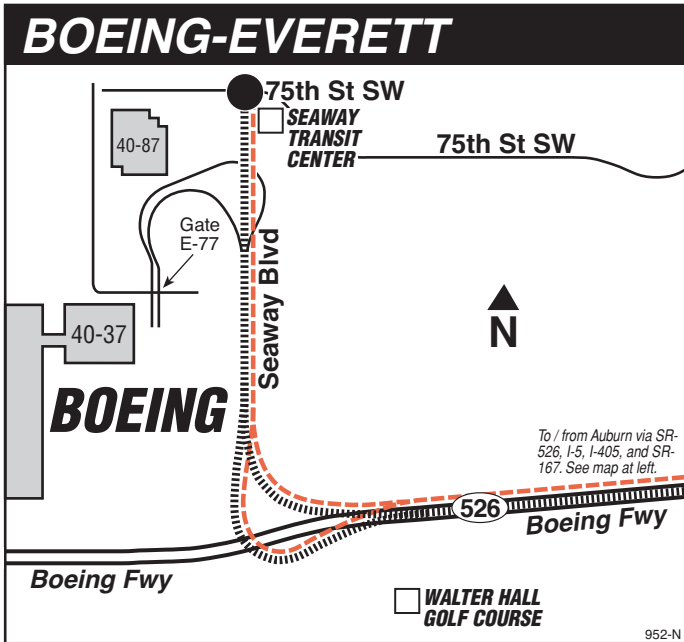 BOEING-EVERETT
75th St SW
SEAWAY
TRANSIT
CENTER
75th St SW
40-87
Gate
E-77
Seaway Blvd
40-37
N
BOEING
To / from Auburn via SR-
526, I-5, I-405, and SR-
167. See map at left.
526
Boeing Fwy
Boeing Fwy
WALTER HALL
GOLF COURSE
952-N